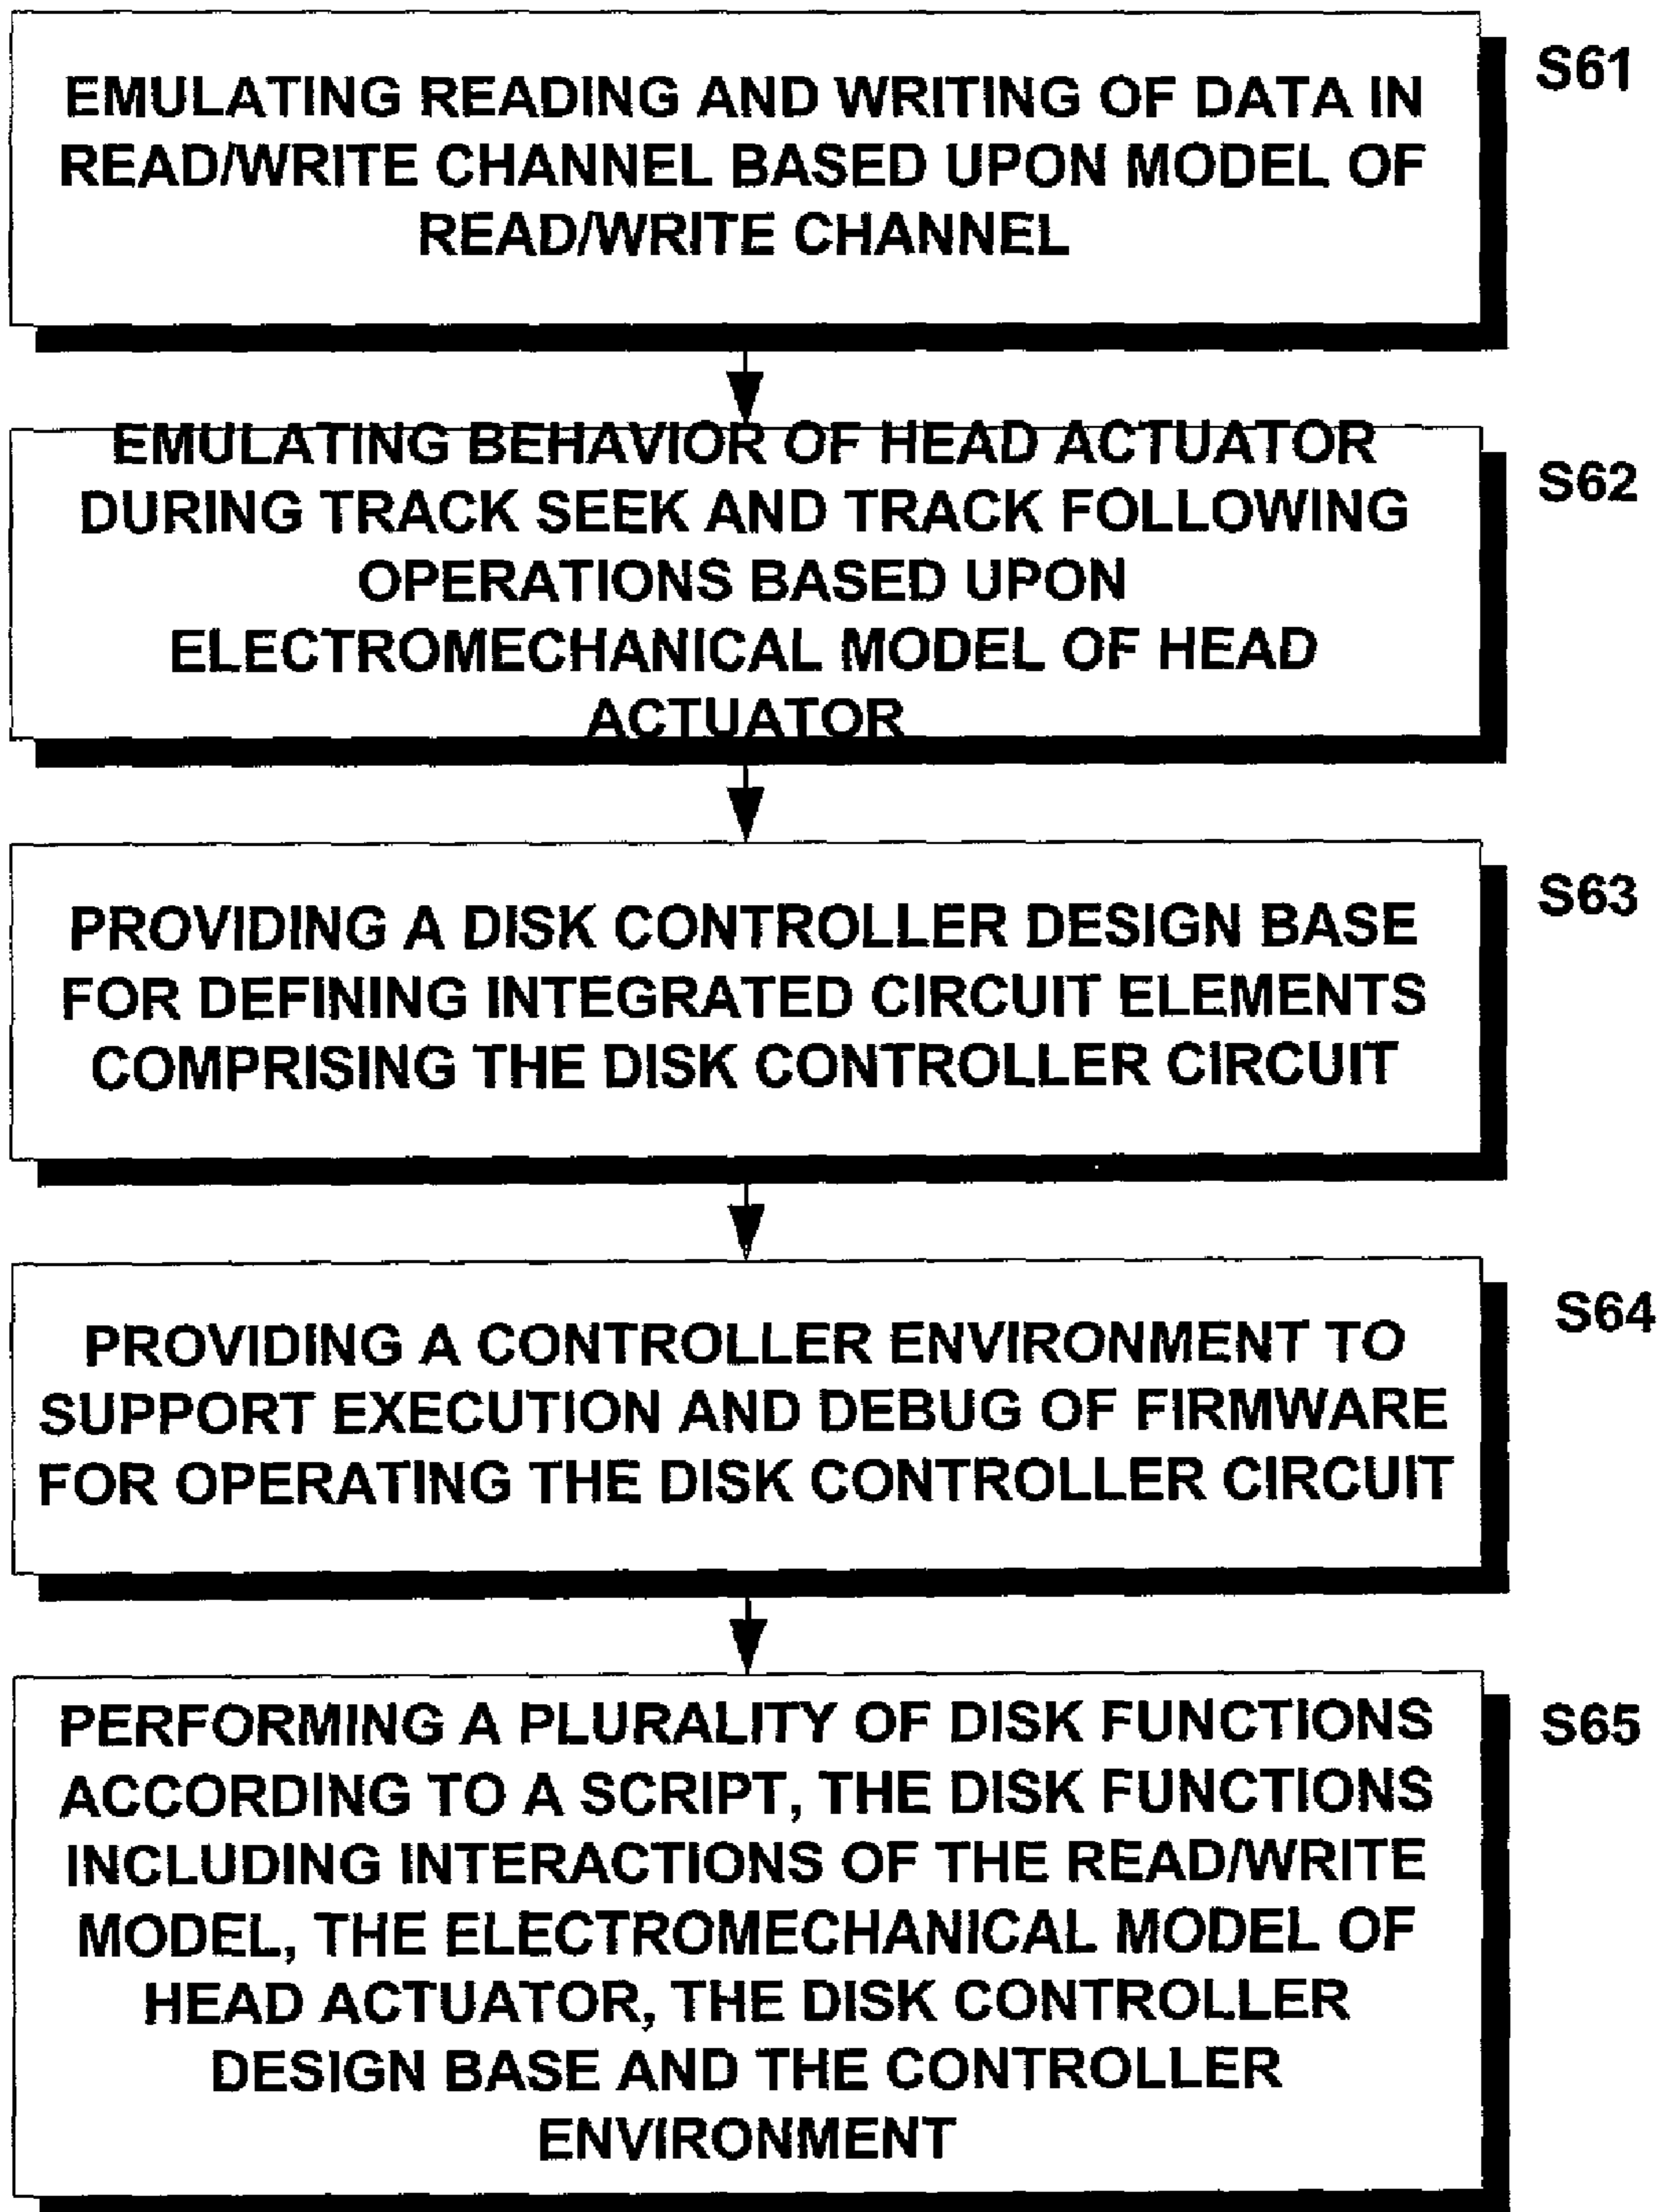 EMULATING READING AND WRITING OF DATA IN
READ/WRITE CHANNEL BASED UPON MODEL OF
READ/WRITE CHANNEL
S61
EMULATING BEHAVIOR OF HEAD ACTUATOR
DURING TRACK SEEK AND TRACK FOLLOWING
OPERATIONS BASED UPON
ELECTROMECHANICAL MODEL OF HEAD
ACTUATOR
S62
PROVIDING A DISK CONTROLLER DESIGN BASE
FOR DEFINING INTEGRATED CIRCUIT ELEMENTS
COMPRISING THE DISK CONTROLLER CIRCUIT
S63
PROVIDING A CONTROLLER ENVIRONMENT TO
SUPPORT EXECUTION AND DEBUG OF FIRMWARE
FOR OPERATING THE DISK CONTROLLER CIRCUIT
S64
PERFORMING A PLURALITY OF DISK FUNCTIONS
ACCORDING TO A SCRIPT, THE DISK FUNCTIONS
INCLUDING INTERACTIONS OF THE READ/WRITE
MODEL, THE ELECTROMECHANICAL MODEL OF
HEAD ACTUATOR, THE DISK CONTROLLER
DESIGN BASE AND THE CONTROLLER
ENVIRONMENT
S65